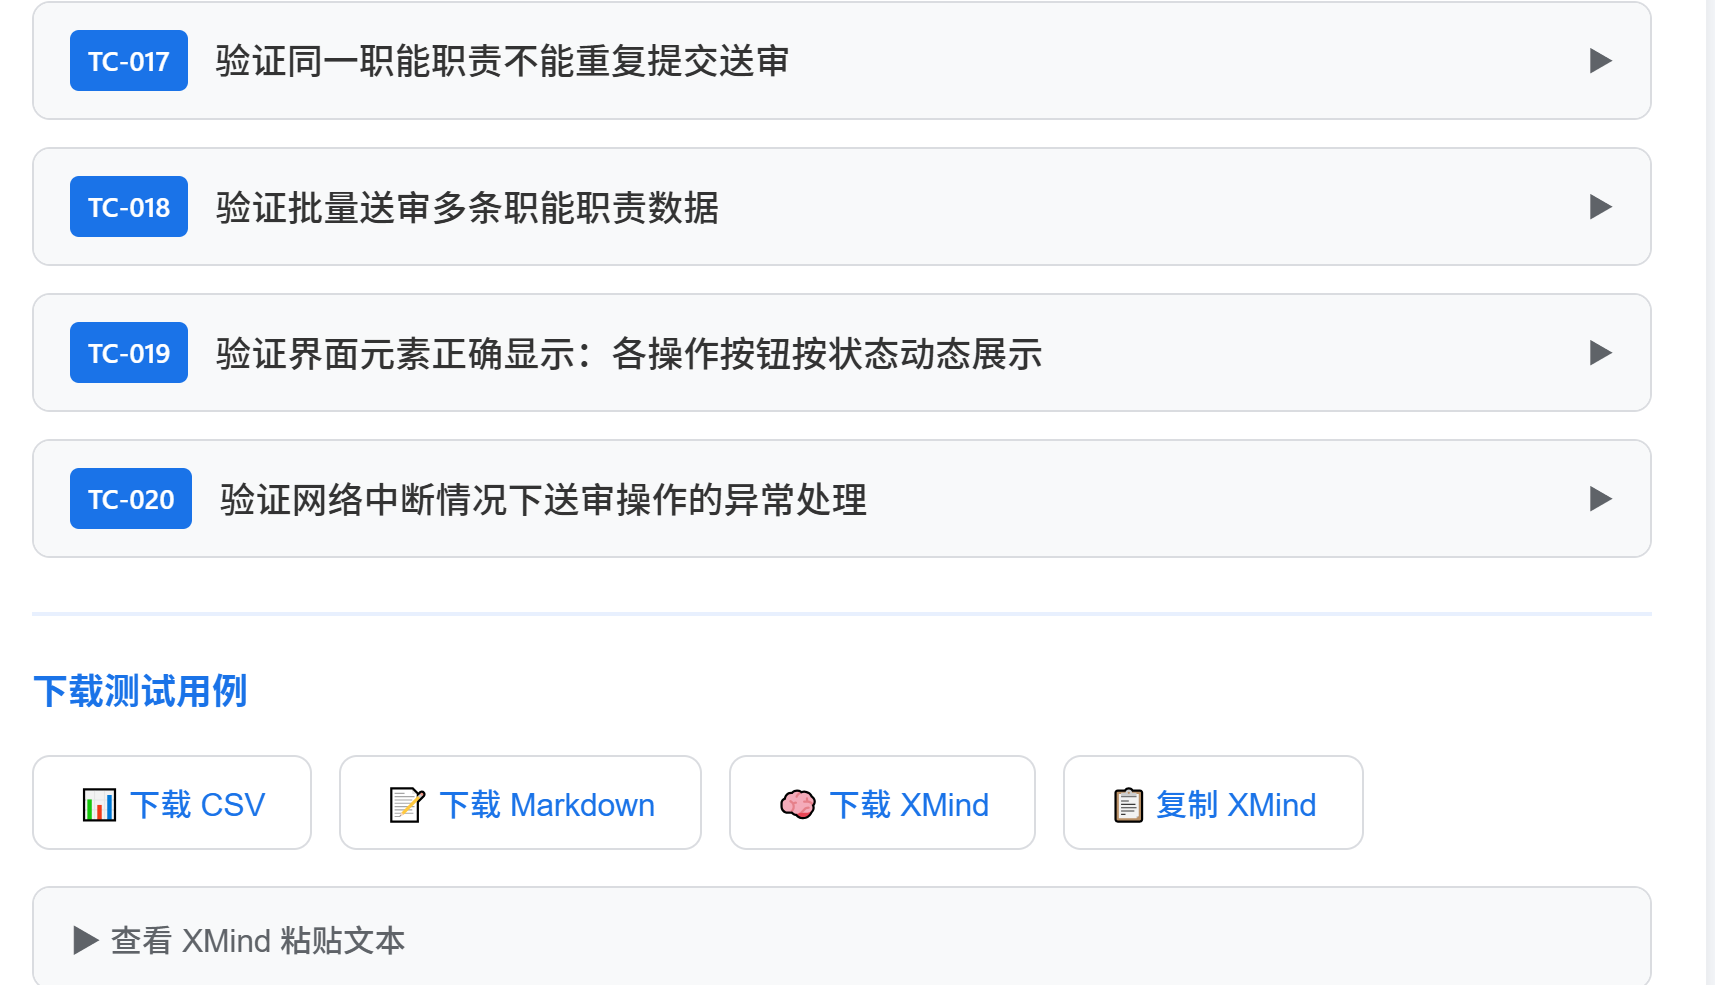 TC-017 验证同一职能职责不能重复提交送审
TC-018 验证批量送审多条职能职责数据
TC-019 验证界面元素正确显示：各操作按钮按状态动态展示
TC-020 验证网络中断情况下送审操作的异常处理
下载测试用例
下载 CSV 下载 Markdown 下载 XMind 复制 XMind
查看 XMind 粘贴文本